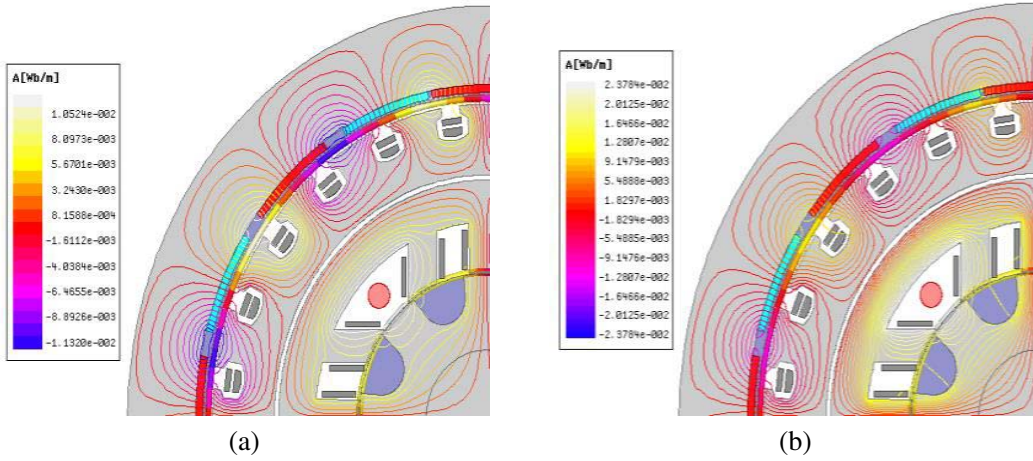 A[Wb/m]
1.0524e-002
8.0973e-003
5.6701e-003
3.2430e-003
8.1588e-004
-1.6112e-003
-4.0384e-003
-6.4655e-003
-8.8926e-003
-1.1320e-002
(a)
A[Wb/m]
2.3784e-002
2.0125e-002
1.6466e-002
1.2807e-002
9.1479e-003
5.4888e-003
1.8297e-003
-1.8294e-003
-5.4885e-003
-9.1476e-003
-1.2807e-002
-1.6466e-002
-2.0125e-002
-2.3784e-002
(b)